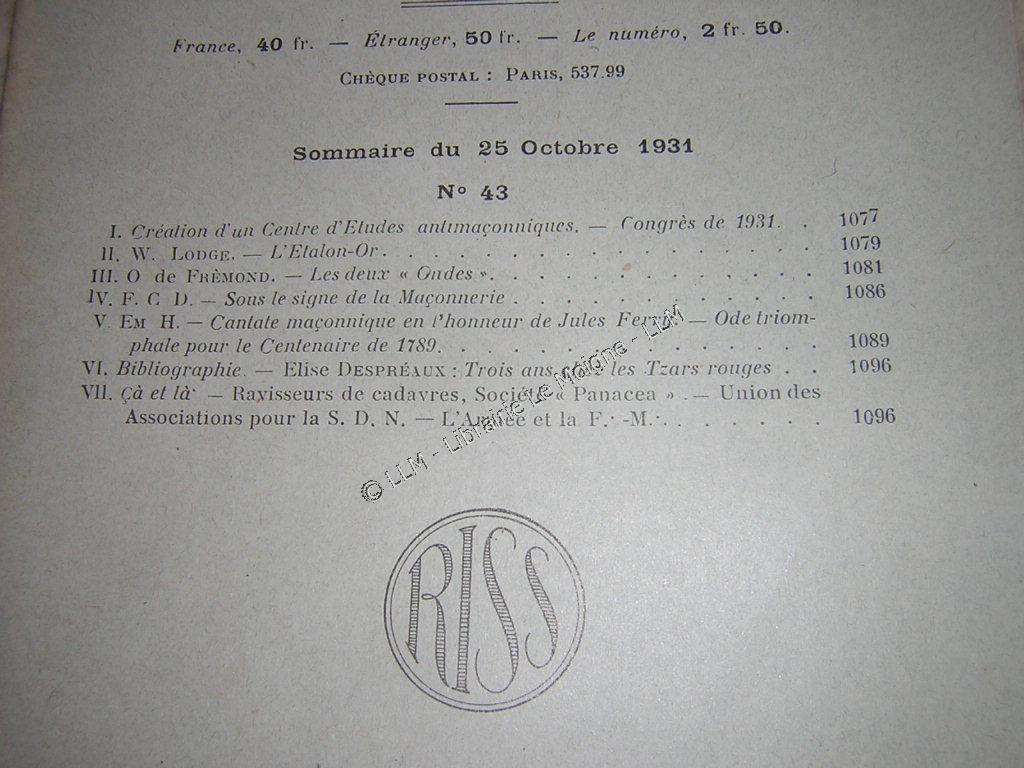 France, 40 fr. — Étranger, 50 fr. — Le numéro, 2 fr. 50.
CHÈQUE POSTAL : PARIS, 537.99
Sommaire du 25 Octobre 1931
N° 43
I. Création d'un Centre d'Etudes antimaçonniques. — Congrès de 1931. . 1077
II. W. LODGE. — L'Etalon-Or. . . . . . . . . . . . . . 1079
III. O de FRÉMOND. — Les deux « Ondes ». . . . . . . . . . 1081
IV. F. C D. — Sous le signe de la Maçonnerie . . . . . . . . . . 1086
V. EM H. — Cantate maçonnique en l'honneur de Jules Ferry. — Ode triom-
phale pour le Centenaire de 1789. . . . . . . . . . . . . 1089
VI. Bibliographie. — Elise DESPRÉAUX : Trois ans chez les Tzars rouges . . 1096
VII. Çà et là : — Ravisseurs de cadavres, Société « Panacea » . — Union des
Associations pour la S. D. N. — L'Armée et la F∴-M∴. . . . . . . 1096
© LLM - Librairie Le Moigne - LLM
RISS